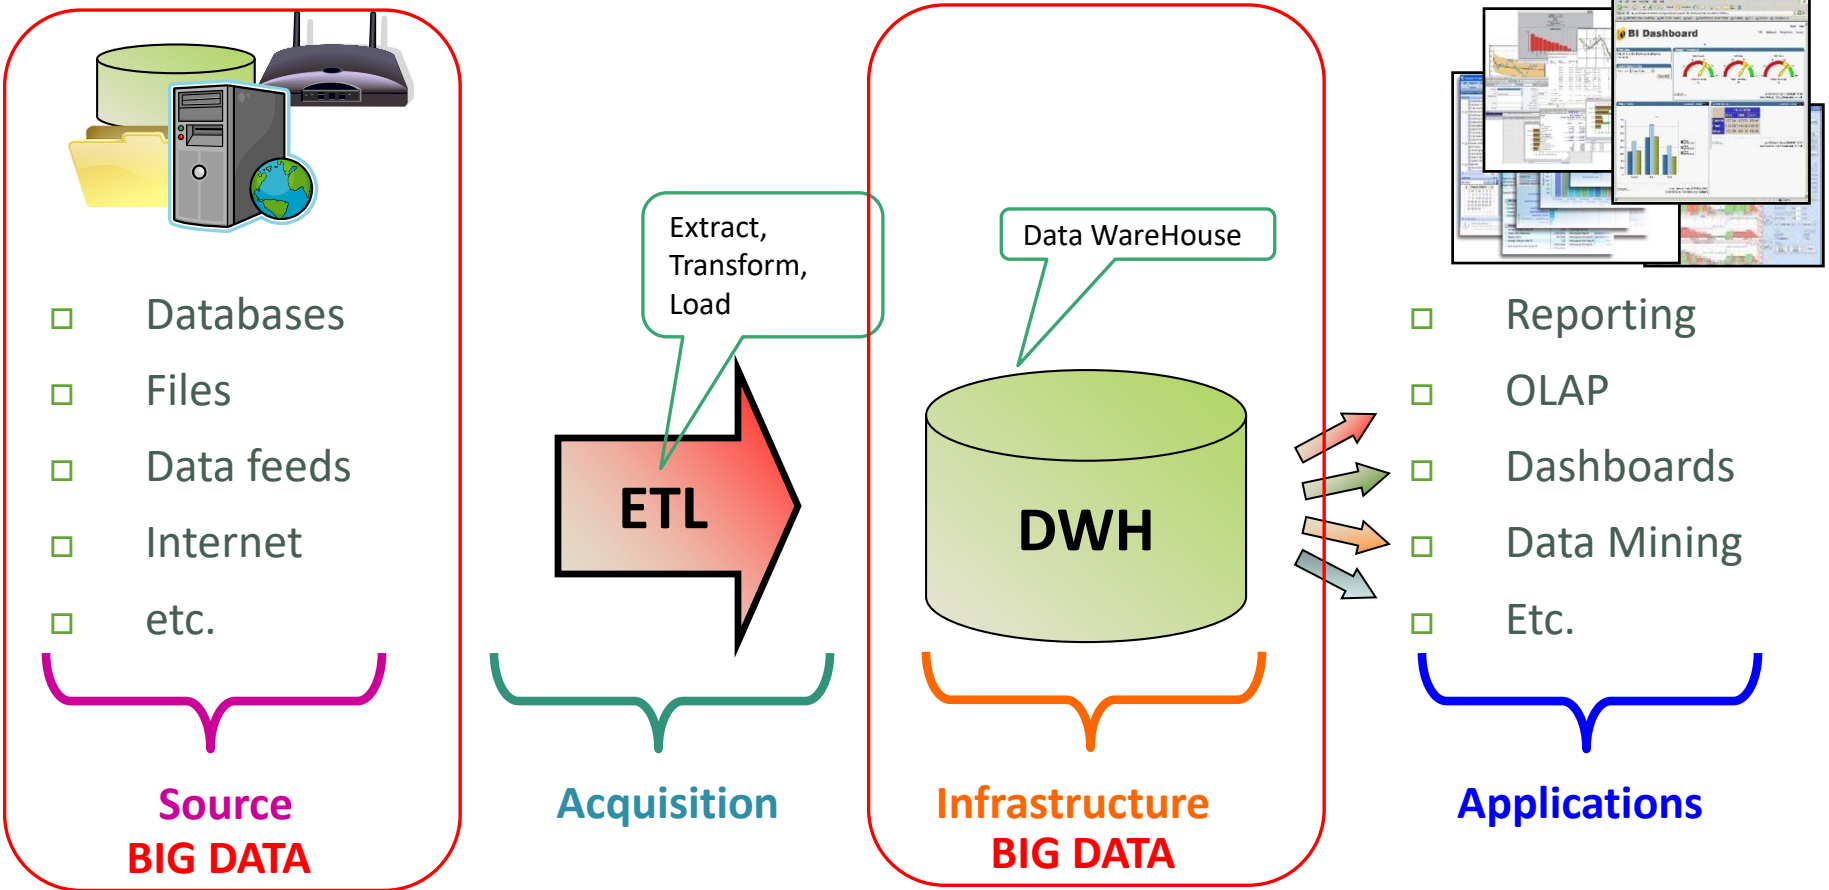 BI Dashboard
Extract,
Transform,
Load
Data WareHouse
Databases
Files
Data feeds
Internet
etc.
ETL
DWH
Reporting
OLAP
Dashboards
Data Mining
Etc.
Source
BIG DATA
Acquisition
Infrastructure
BIG DATA
Applications